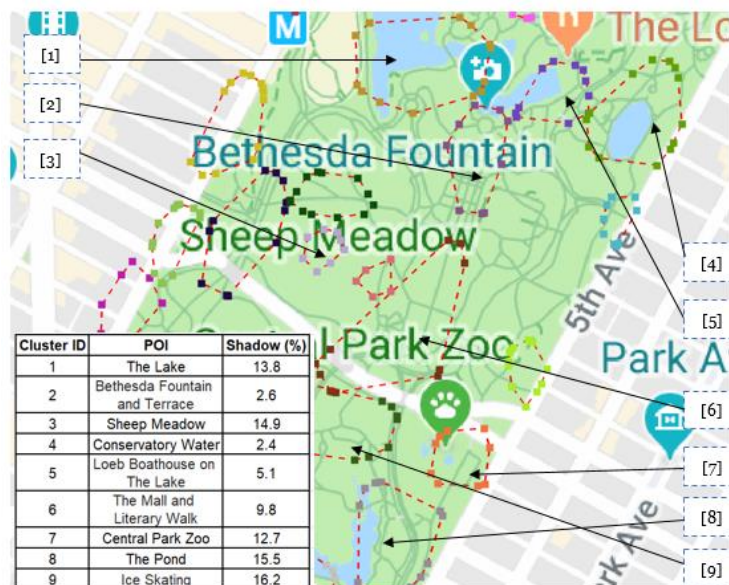 [1]
M
The Lo
[2]
Bethesda Fountain
[3]
Sheep Meadow
[4]
5th Ave
[5]
Central Park Zoo
Park A
[6]
[7]
[8]
rk Ave
[9]
Cluster ID POI Shadow (%)
1 The Lake 13.8
2 Bethesda Fountain and Terrace 2.6
3 Sheep Meadow 14.9
4 Conservatory Water 2.4
5 Loeb Boathouse on The Lake 5.1
6 The Mall and Literary Walk 9.8
7 Central Park Zoo 12.7
8 The Pond 15.5
9 Ice Skating 16.2